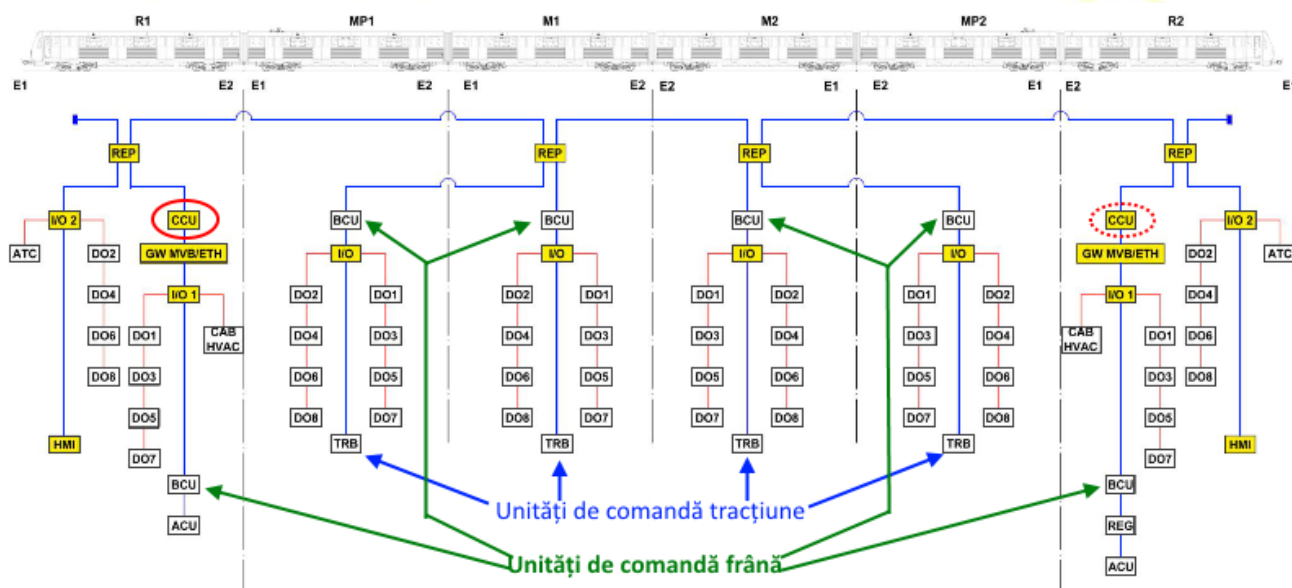 R1 MP1 M1 M2 MP2 R2
E1 E2 E1 E2 E1 E2 E2 E1 E2 E1 E2 E1
REP REP REP REP
I/O 2 CCU BCU BCU BCU BCU CCU I/O 2
ATC DO2 GW MVB/ETH I/O I/O I/O I/O GW MVB/ETH DO2 ATC
DO4 I/O 1 DO2 DO1 DO2 DO1 DO1 DO2 DO1 DO2 I/O 1 DO4
DO6 DO1 CAB HVAC DO4 DO3 DO4 DO3 DO3 DO4 DO3 DO4 CAB HVAC DO1 DO6
DO8 DO3 DO6 DO5 DO6 DO5 DO5 DO6 DO5 DO6 DO3 DO8
DO5 DO8 DO7 DO8 DO7 DO7 DO8 DO7 DO8 DO5
HMI DO7 TRB TRB TRB TRB DO7 HMI
BCU BCU
Unități de comandă tracțiune
ACU REG
Unități de comandă frână
ACU